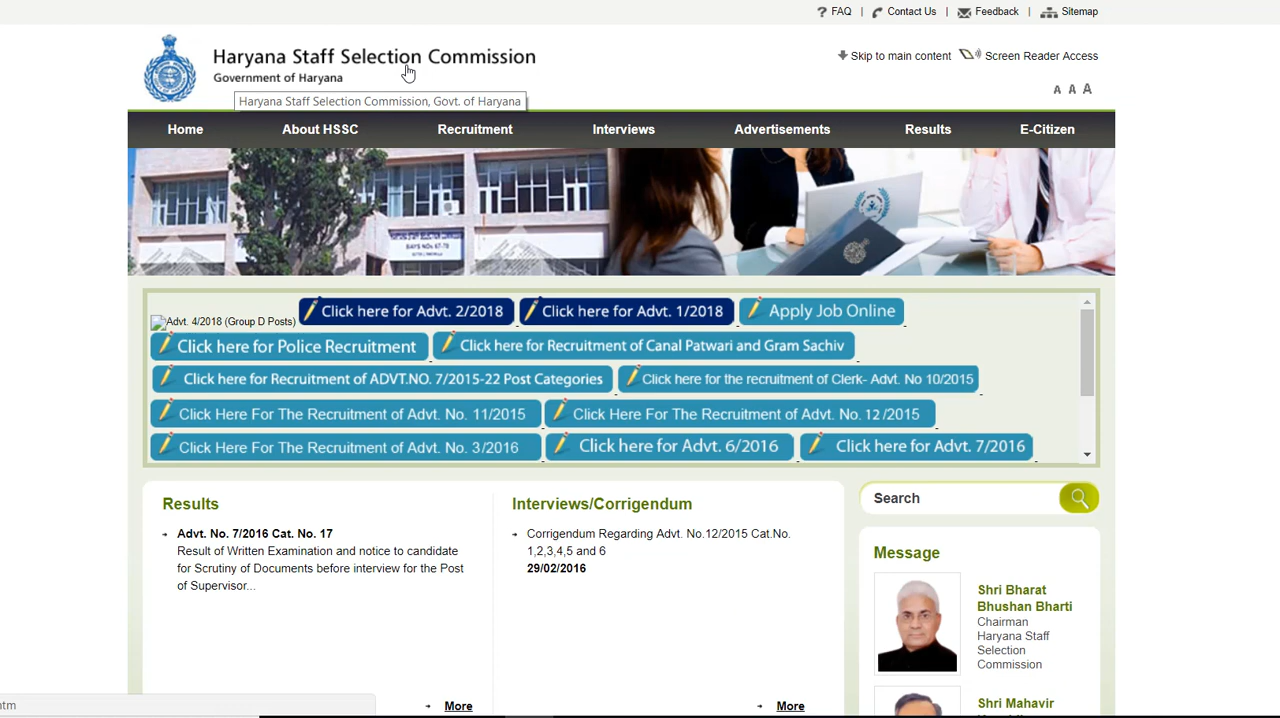 FAQ | Contact Us | Feedback | Sitemap
Haryana Staff Selection Commission
Government of Haryana
Skip to main content Screen Reader Access
A A A
Haryana Staff Selection Commission, Govt. of Haryana
Home About HSSC Recruitment Interviews Advertisements Results E-Citizen
Advt. 4/2018 (Group D Posts) Click here for Advt. 2/2018 Click here for Advt. 1/2018 Apply Job Online
Click here for Police Recruitment Click here for Recruitment of Canal Patwari and Gram Sachiv
Click here for Recruitment of ADVT.NO. 7/2015-22 Post Categories Click here for the recruitment of Clerk- Advt. No 10/2015
Click Here For The Recruitment of Advt. No. 11/2015 Click Here For The Recruitment of Advt. No. 12 /2015
Click Here For The Recruitment of Advt. No. 3/2016 Click here for Advt. 6/2016 Click here for Advt. 7/2016
Results
Advt. No. 7/2016 Cat. No. 17
Result of Written Examination and notice to candidate
for Scrutiny of Documents before interview for the Post
of Supervisor...
More
Interviews/Corrigendum
Corrigendum Regarding Advt. No.12/2015 Cat.No.
1,2,3,4,5 and 6
29/02/2016
More
Search
Message
Shri Bharat
Bhushan Bharti
Chairman
Haryana Staff
Selection
Commission
Shri Mahavir